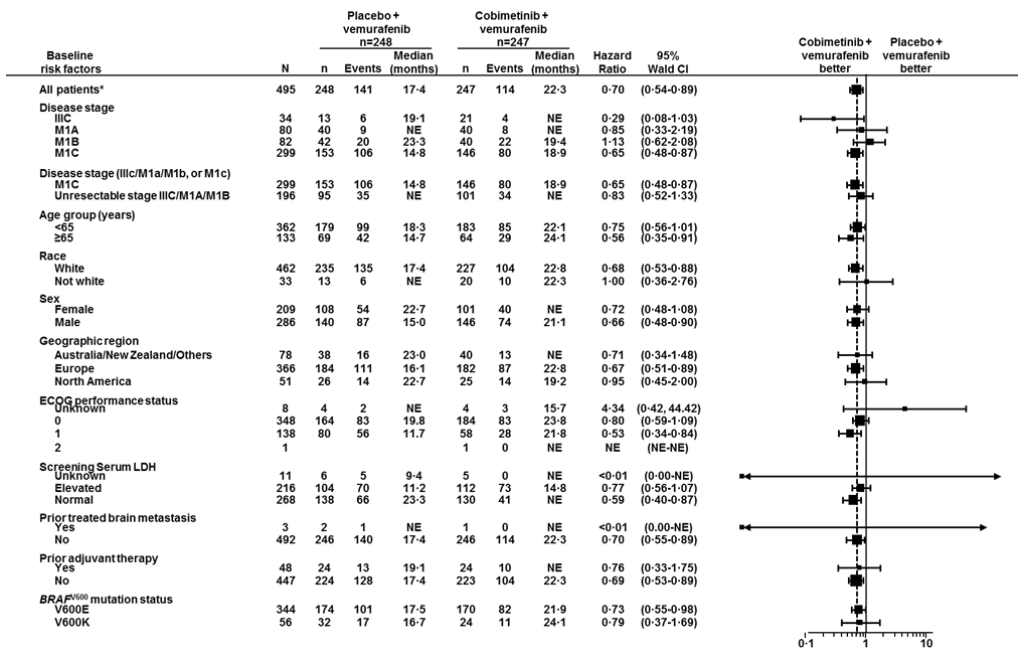 Placebo + vemurafenib n=248 Cobimetinib + vemurafenib n=247
Baseline risk factors N n Events Median (months) n Events Median (months) Hazard Ratio 95% Wald CI Cobimetinib + vemurafenib better Placebo + vemurafenib better
All patients* 495 248 141 17·4 247 114 22·3 0·70 (0·54-0·89)
Disease stage
IIIC 34 13 6 19·1 21 4 NE 0·29 (0·08-1·03)
M1A 80 40 9 NE 40 8 NE 0·85 (0·33-2·19)
M1B 82 42 20 23·3 40 22 19·4 1·13 (0·62-2·08)
M1C 299 153 106 14·8 146 80 18·9 0·65 (0·48-0·87)
Disease stage (IIIc/M1a/M1b, or M1c)
M1C 299 153 106 14·8 146 80 18·9 0·65 (0·48-0·87)
Unresectable stage IIIC/M1A/M1B 196 95 35 NE 101 34 NE 0·83 (0·52-1·33)
Age group (years)
<65 362 179 99 18·3 183 85 22·1 0·75 (0·56-1·01)
≥65 133 69 42 14·7 64 29 24·1 0·56 (0·35-0·91)
Race
White 462 235 135 17·4 227 104 22·8 0·68 (0·53-0·88)
Not white 33 13 6 NE 20 10 22·3 1·00 (0·36-2·76)
Sex
Female 209 108 54 22·7 101 40 NE 0·72 (0·48-1·08)
Male 286 140 87 15·0 146 74 21·1 0·66 (0·48-0·90)
Geographic region
Australia/New Zealand/Others 78 38 16 23·0 40 13 NE 0·71 (0·34-1·48)
Europe 366 184 111 16·1 182 87 22·8 0·67 (0·51-0·89)
North America 51 26 14 22·7 25 14 19·2 0·95 (0·45-2·00)
ECOG performance status
Unknown 8 4 2 NE 4 3 15·7 4·34 (0·42, 44.42)
0 348 164 83 19·8 184 83 23·8 0·80 (0·59-1·09)
1 138 80 56 11·7 58 28 21·8 0·53 (0·34-0·84)
2 1 1 0 NE NE (NE-NE)
Screening Serum LDH
Unknown 11 6 5 9·4 5 0 NE <0·01 (0·00-NE)
Elevated 216 104 70 11·2 112 73 14·8 0·77 (0·56-1·07)
Normal 268 138 66 23·3 130 41 NE 0·59 (0·40-0·87)
Prior treated brain metastasis
Yes 3 2 1 NE 1 0 NE <0·01 (0.00-NE)
No 492 246 140 17·4 246 114 22·3 0·70 (0·55-0·89)
Prior adjuvant therapy
Yes 48 24 13 19·1 24 10 NE 0·76 (0·33-1·75)
No 447 224 128 17·4 223 104 22·3 0·69 (0·53-0·89)
BRAFV600 mutation status
V600E 344 174 101 17·5 170 82 21·9 0·73 (0·55-0·98)
V600K 56 32 17 16·7 24 11 24·1 0·79 (0·37-1·69)
0·1 1 10